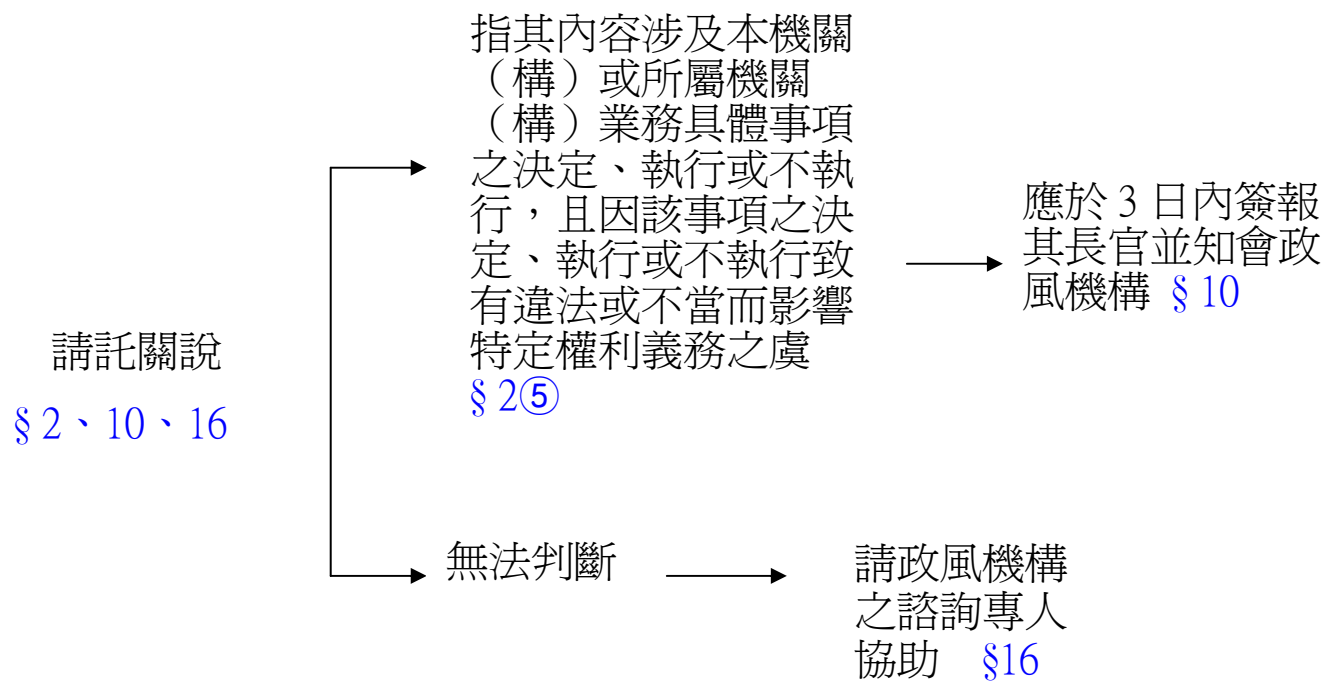 請託關說
§2、10、16
指其內容涉及本機關
（構）或所屬機關
（構）業務具體事項
之決定、執行或不執
行，且因該事項之決
定、執行或不執行致
有違法或不當而影響
特定權利義務之虞
§2⑤
應於3日內簽報
其長官並知會政
風機構 §10
無法判斷
請政風機構
之諮詢專人
協助 §16